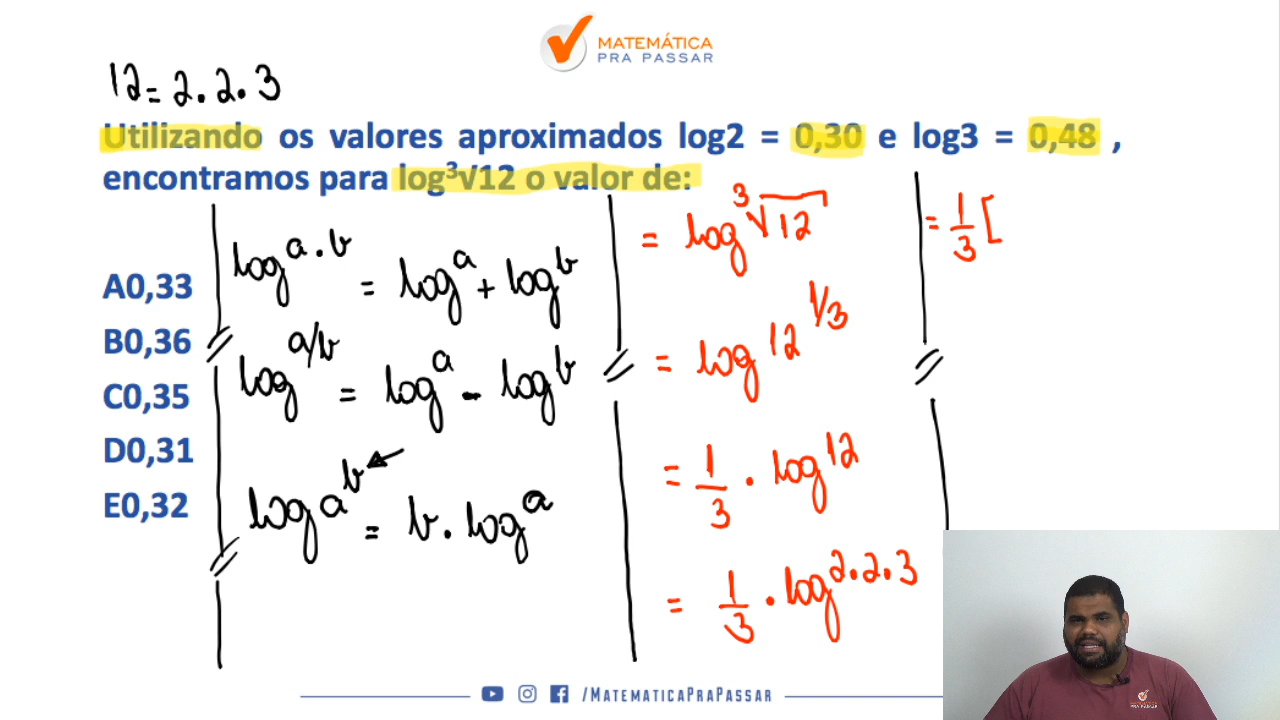 MATEMÁTICA
PRA PASSAR
12 = 2.2.3
Utilizando os valores aproximados log2 = 0,30 e log3 = 0,48 ,
encontramos para log³√12 o valor de:
A0,33
B0,36
C0,35
D0,31
E0,32
log a.b = log a + log b
log a/b = log a - log b
log a^b = b . log a
= log ³√12
= log 12^1/3
= 1/3 . log 12
= 1/3 . log 2.2.3
= 1/3 [
/MatematicaPraPassar
MATEMÁTICA
PRA PASSAR